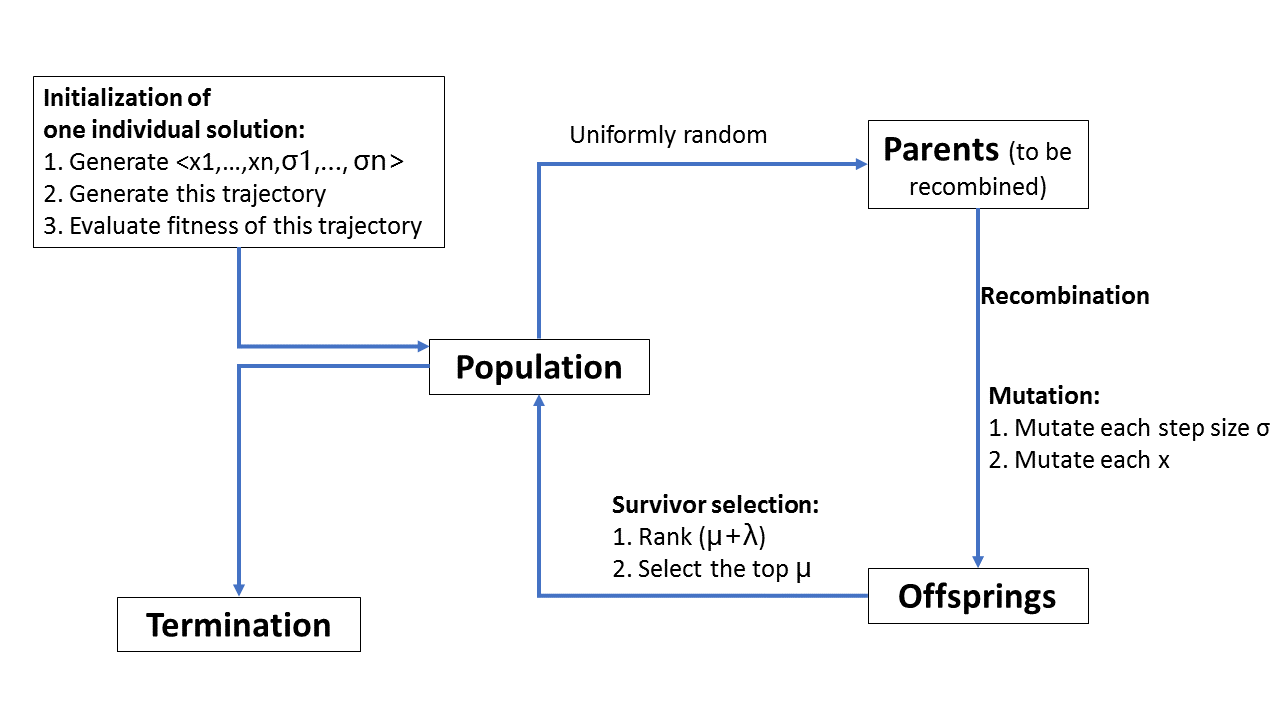 Initialization of
one individual solution:
1. Generate <x1,...,xn,σ1,..., σn>
2. Generate this trajectory
3. Evaluate fitness of this trajectory
Uniformly random
Parents (to be
recombined)
Recombination
Population
Mutation:
1. Mutate each step size σ
2. Mutate each x
Survivor selection:
1. Rank (μ+λ)
2. Select the top μ
Offsprings
Termination